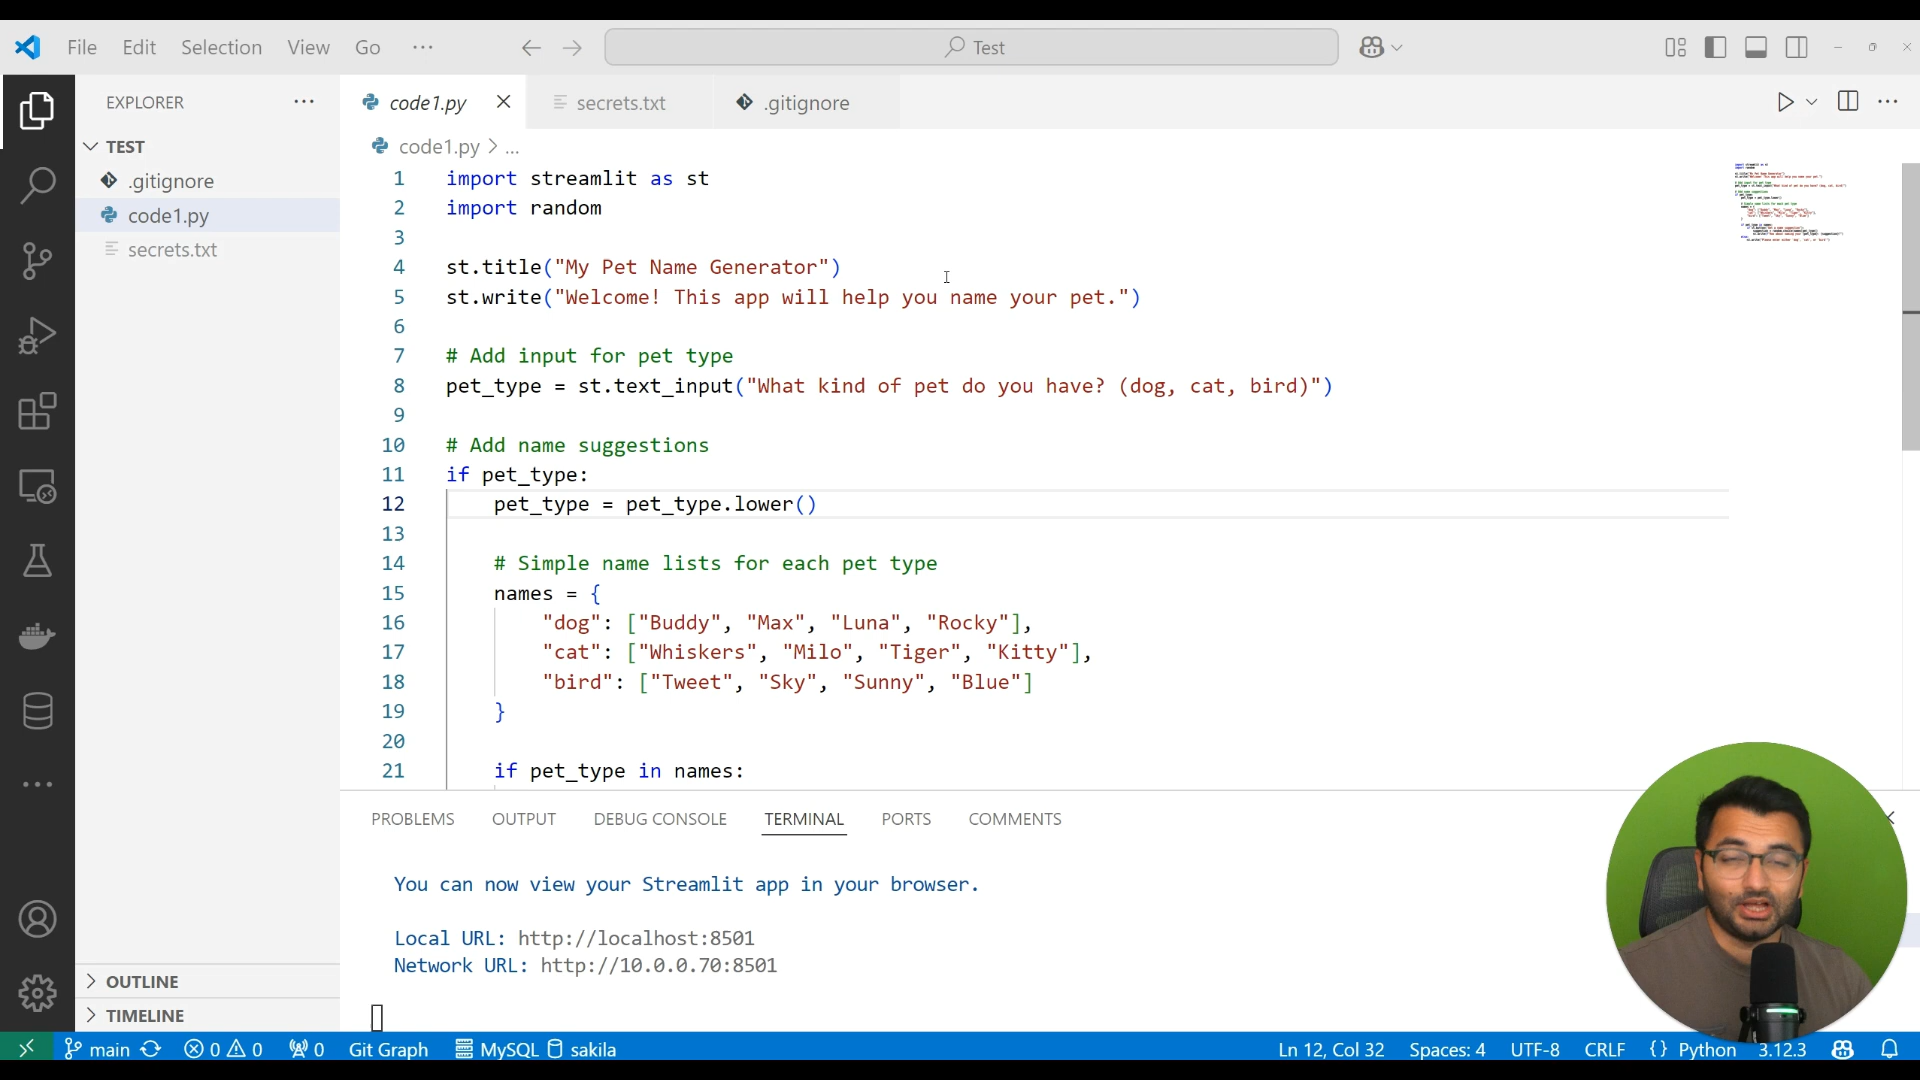 File Edit Selection View Go ···
Test
EXPLORER ···
TEST
.gitignore
code1.py
secrets.txt
OUTLINE
TIMELINE
code1.py
secrets.txt
.gitignore
code1.py > ...
1 import streamlit as st
2 import random
3
4 st.title("My Pet Name Generator")
5 st.write("Welcome! This app will help you name your pet.")
6
7 # Add input for pet type
8 pet_type = st.text_input("What kind of pet do you have? (dog, cat, bird)")
9
10 # Add name suggestions
11 if pet_type:
12 pet_type = pet_type.lower()
13
14 # Simple name lists for each pet type
15 names = {
16 "dog": ["Buddy", "Max", "Luna", "Rocky"],
17 "cat": ["Whiskers", "Milo", "Tiger", "Kitty"],
18 "bird": ["Tweet", "Sky", "Sunny", "Blue"]
19 }
20
21 if pet_type in names:
PROBLEMS OUTPUT DEBUG CONSOLE TERMINAL PORTS COMMENTS
You can now view your Streamlit app in your browser.
Local URL: http://localhost:8501
Network URL: http://10.0.0.70:8501
main 0 0 0 Git Graph MySQL sakila Ln 12, Col 32 Spaces: 4 UTF-8 CRLF {} Python 3.12.3